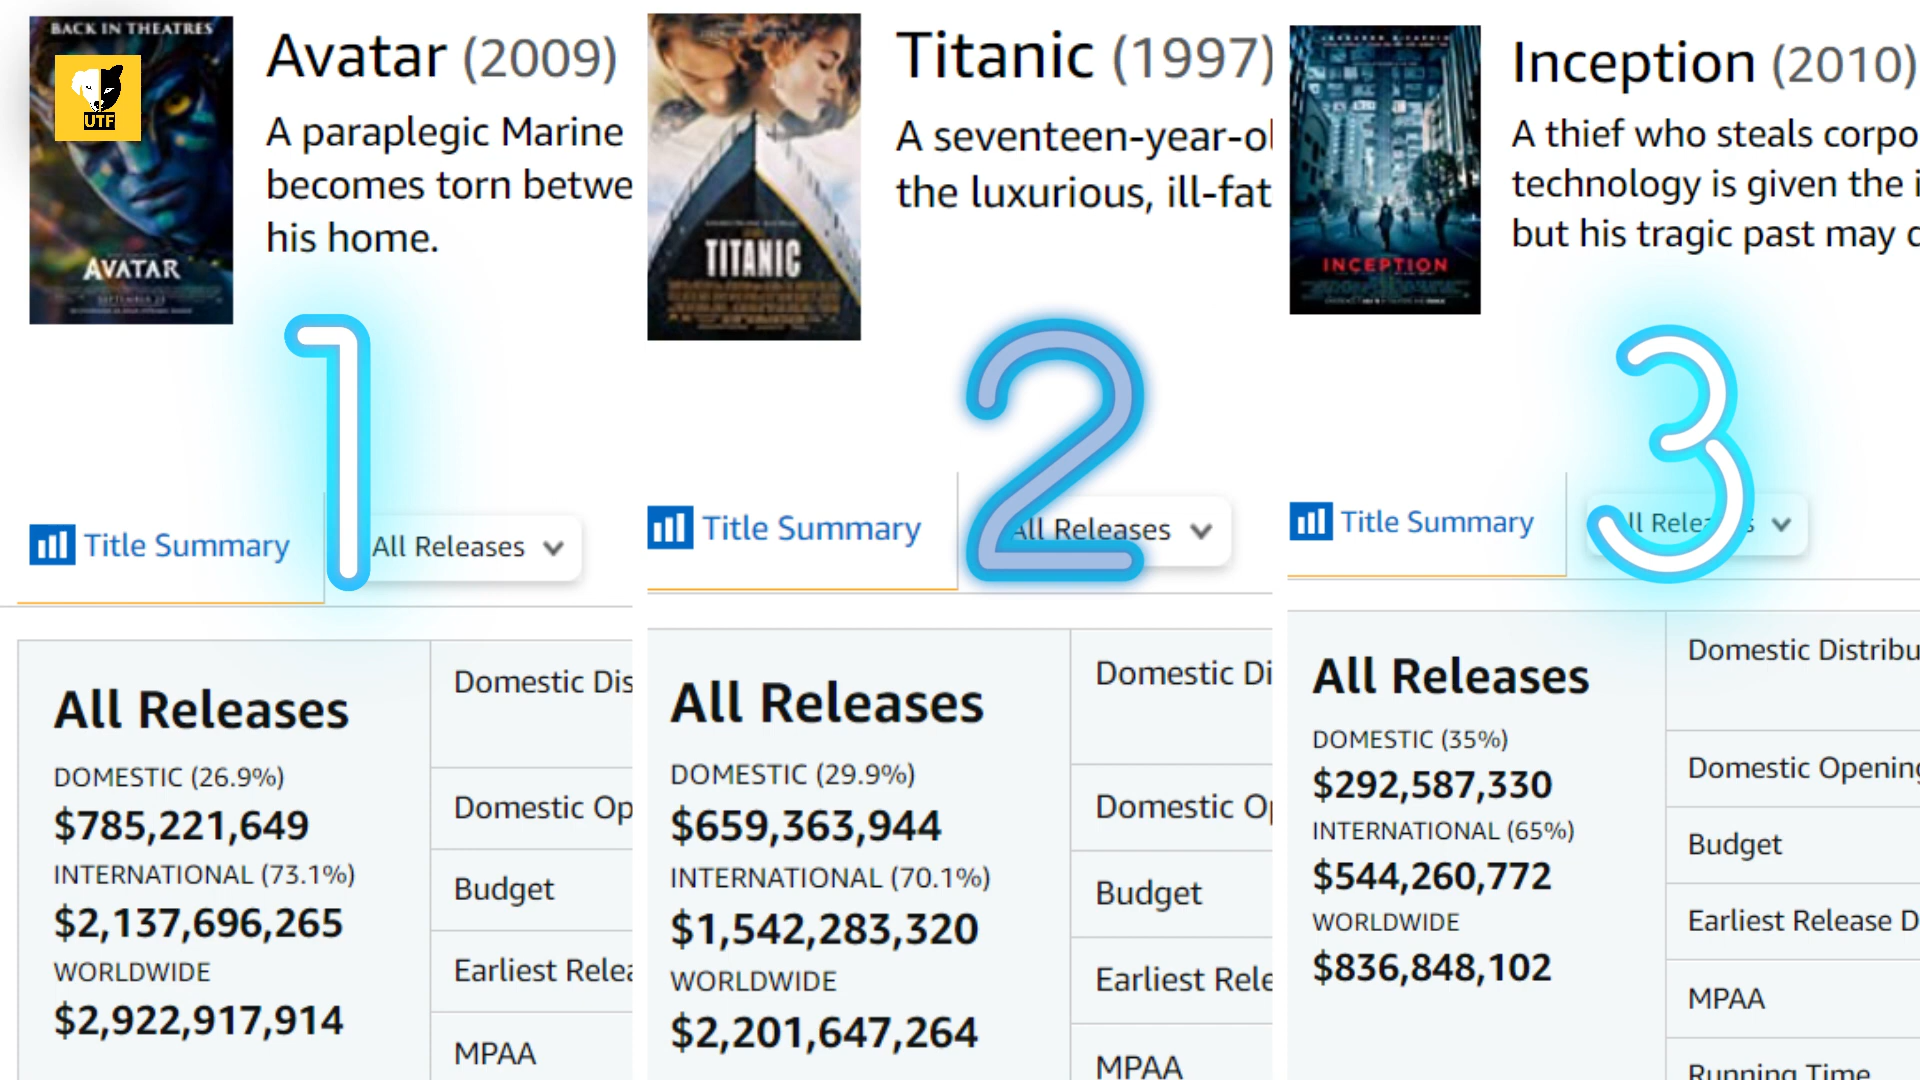 BACK IN THEATRES
UTF
AVATAR
Avatar (2009)
A paraplegic Marine
becomes torn betwe
his home.
1
Title Summary
All Releases
All Releases
DOMESTIC (26.9%)
$785,221,649
INTERNATIONAL (73.1%)
$2,137,696,265
WORLDWIDE
$2,922,917,914
Domestic Dis
Domestic Op
Budget
Earliest Relea
MPAA
TITANIC
Titanic (1997)
A seventeen-year-ol
the luxurious, ill-fat
2
Title Summary
All Releases
All Releases
DOMESTIC (29.9%)
$659,363,944
INTERNATIONAL (70.1%)
$1,542,283,320
WORLDWIDE
$2,201,647,264
Domestic Di
Domestic Op
Budget
Earliest Rele
MPAA
INCEPTION
Inception (2010)
A thief who steals corpo
technology is given the i
but his tragic past may d
3
Title Summary
All Releases
All Releases
DOMESTIC (35%)
$292,587,330
INTERNATIONAL (65%)
$544,260,772
WORLDWIDE
$836,848,102
Domestic Distribu
Domestic Opening
Budget
Earliest Release D
MPAA
Running Time